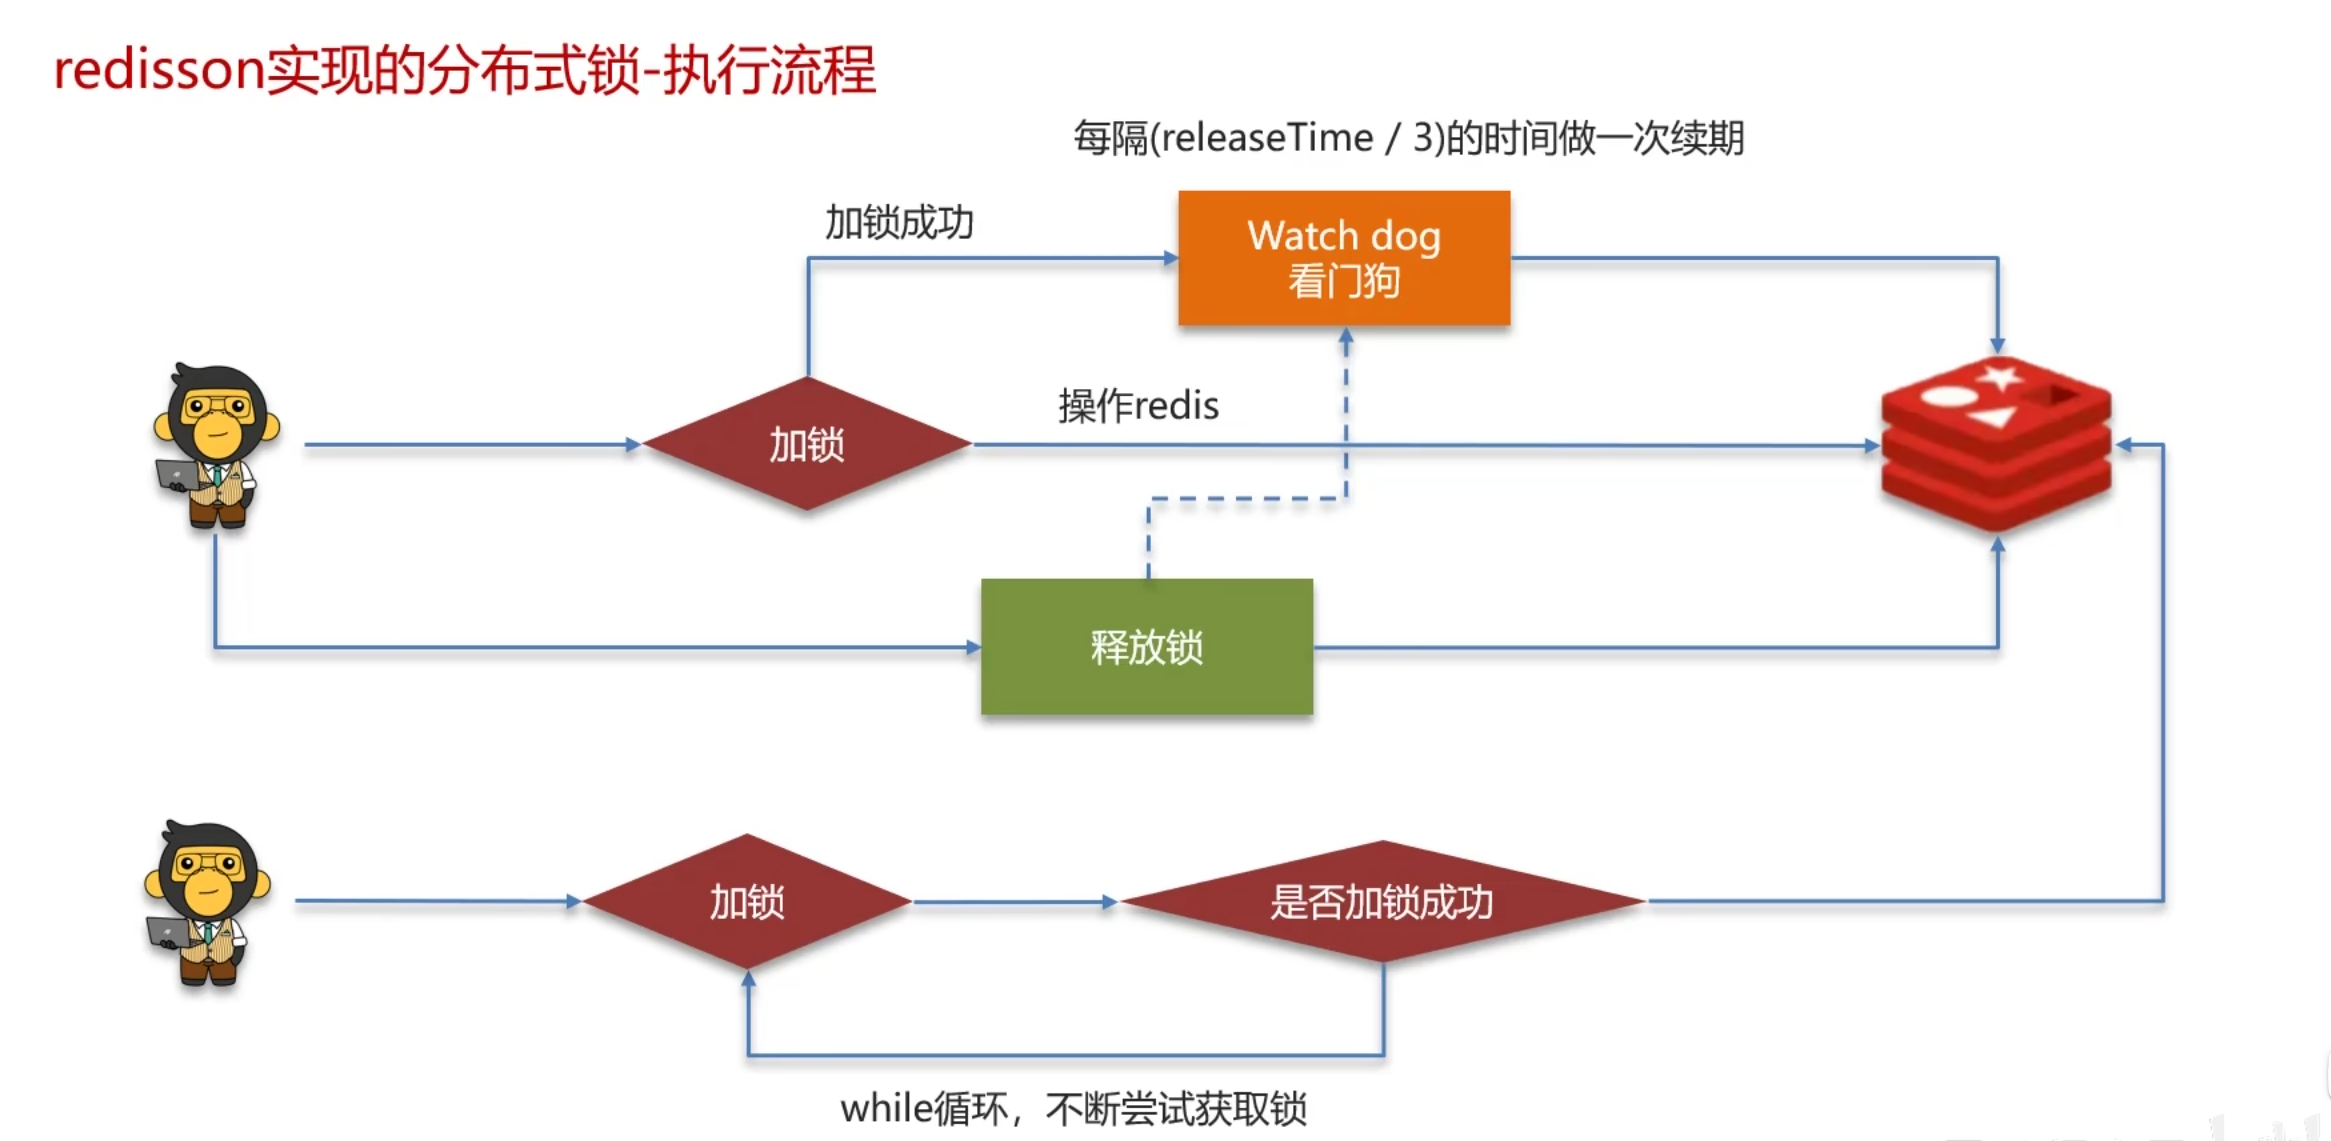 redisson实现的分布式锁-执行流程
每隔(releaseTime / 3)的时间做一次续期
加锁成功
Watch dog
看门狗
操作redis
加锁
释放锁
加锁
是否加锁成功
while循环，不断尝试获取锁